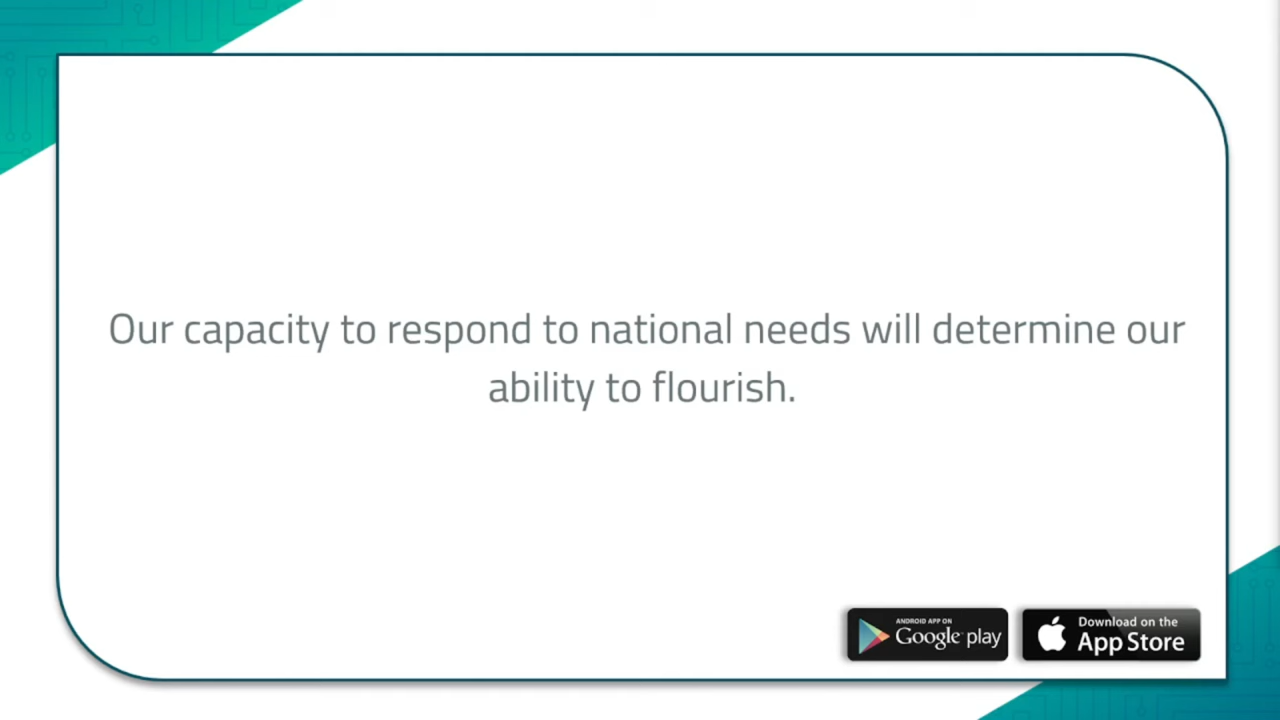 Our capacity to respond to national needs will determine our
ability to flourish.
ANDROID APP ON
Google play
Download on the
App Store